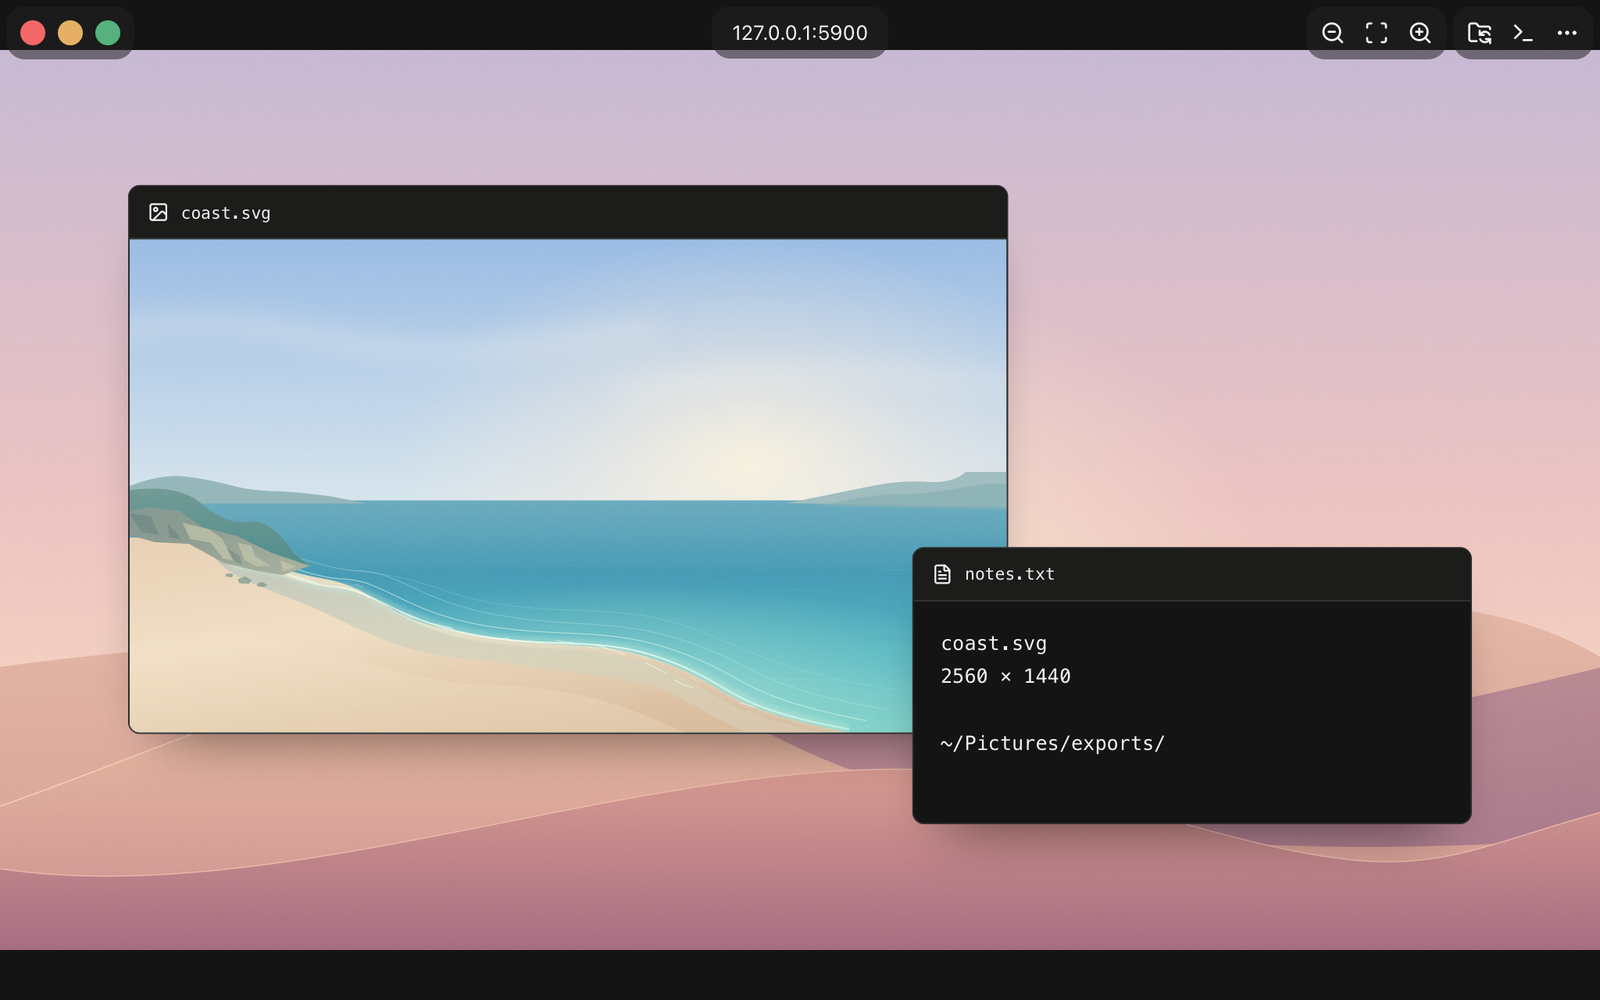 127.0.0.1:5900
coast.svg
notes.txt
coast.svg
2560 × 1440
~/Pictures/exports/